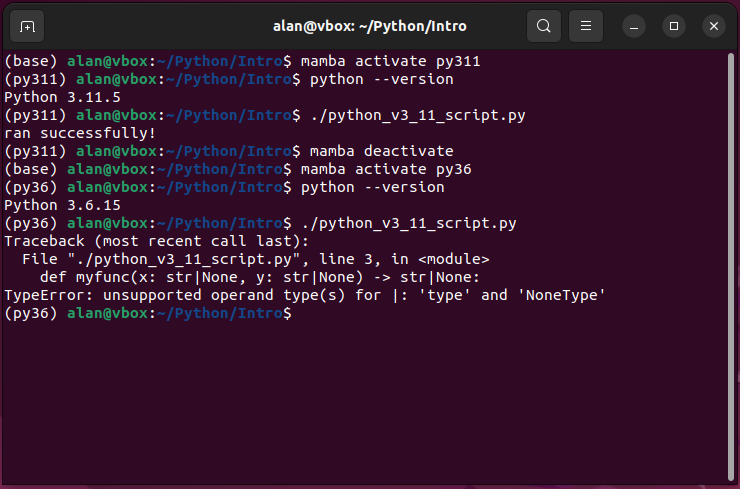 alan@vbox: ~/Python/Intro
(base) alan@vbox:~/Python/Intro$ mamba activate py311
(py311) alan@vbox:~/Python/Intro$ python --version
Python 3.11.5
(py311) alan@vbox:~/Python/Intro$ ./python_v3_11_script.py
ran successfully!
(py311) alan@vbox:~/Python/Intro$ mamba deactivate
(base) alan@vbox:~/Python/Intro$ mamba activate py36
(py36) alan@vbox:~/Python/Intro$ python --version
Python 3.6.15
(py36) alan@vbox:~/Python/Intro$ ./python_v3_11_script.py
Traceback (most recent call last):
  File "./python_v3_11_script.py", line 3, in <module>
    def myfunc(x: str|None, y: str|None) -> str|None:
TypeError: unsupported operand type(s) for |: 'type' and 'NoneType'
(py36) alan@vbox:~/Python/Intro$